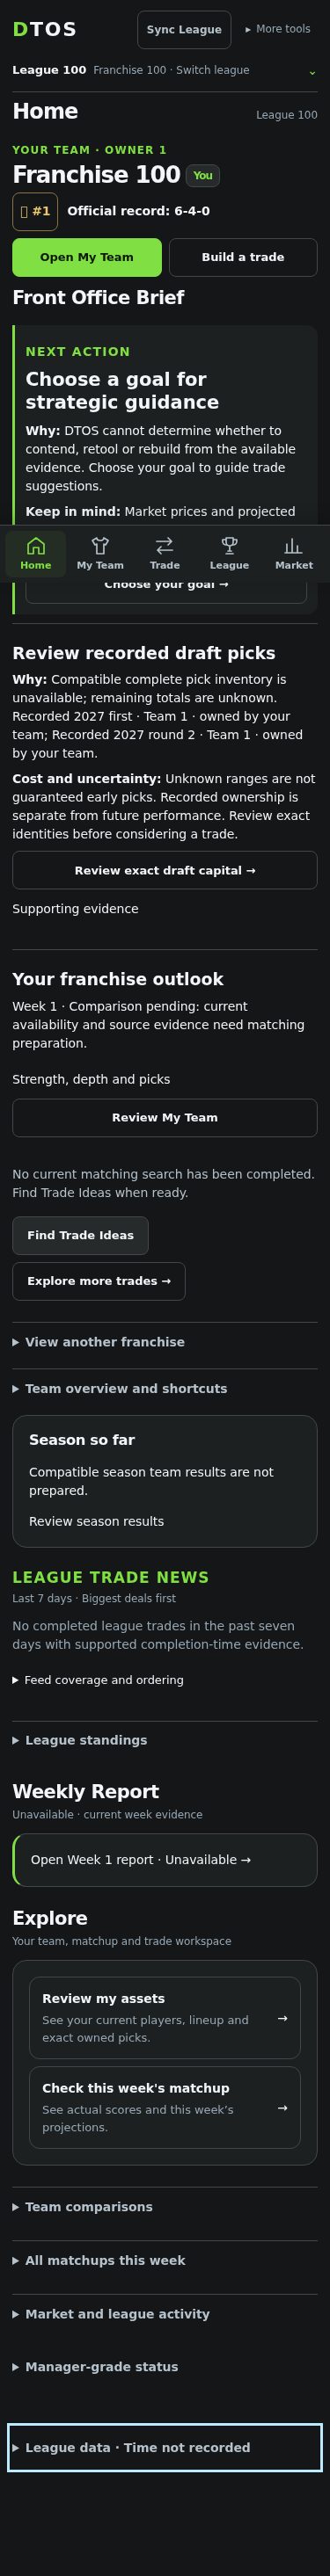 DTOS
Sync League
▸ More tools
League 100 Franchise 100 · Switch league
Home
League 100
YOUR TEAM · OWNER 1
Franchise 100 You
#1 Official record: 6-4-0
Open My Team
Build a trade
Front Office Brief
NEXT ACTION
Choose a goal for
strategic guidance
Why: DTOS cannot determine whether to
contend, retool or rebuild from the available
evidence. Choose your goal to guide trade
suggestions.
Keep in mind: Market prices and projected
Home
My Team
Trade
League
Market
Choose your goal →
Review recorded draft picks
Why: Compatible complete pick inventory is
unavailable; remaining totals are unknown.
Recorded 2027 first · Team 1 · owned by your
team; Recorded 2027 round 2 · Team 1 · owned
by your team.
Cost and uncertainty: Unknown ranges are not
guaranteed early picks. Recorded ownership is
separate from future performance. Review exact
identities before considering a trade.
Review exact draft capital →
Supporting evidence
Your franchise outlook
Week 1 · Comparison pending: current
availability and source evidence need matching
preparation.
Strength, depth and picks
Review My Team
No current matching search has been completed.
Find Trade Ideas when ready.
Find Trade Ideas
Explore more trades →
▸ View another franchise
▸ Team overview and shortcuts
Season so far
Compatible season team results are not
prepared.
Review season results
LEAGUE TRADE NEWS
Last 7 days · Biggest deals first
No completed league trades in the past seven
days with supported completion-time evidence.
▸ Feed coverage and ordering
▸ League standings
Weekly Report
Unavailable · current week evidence
Open Week 1 report · Unavailable →
Explore
Your team, matchup and trade workspace
Review my assets
See your current players, lineup and
exact owned picks.
→
Check this week's matchup
See actual scores and this week’s
projections.
→
▸ Team comparisons
▸ All matchups this week
▸ Market and league activity
▸ Manager-grade status
▸ League data · Time not recorded